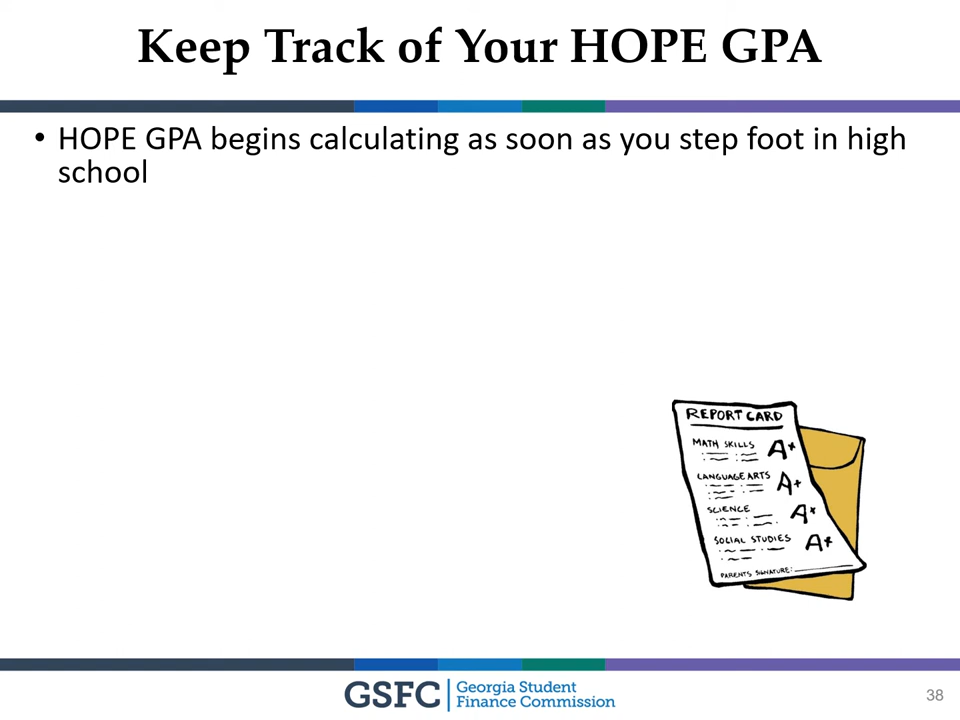 Keep Track of Your HOPE GPA
• HOPE GPA begins calculating as soon as you step foot in high
school
REPORT CARD
MATH SKILLS A+
LANGUAGE ARTS A+
SCIENCE A+
SOCIAL STUDIES A+
PARENTS SIGNATURE:
GSFC Georgia Student
Finance Commission
38